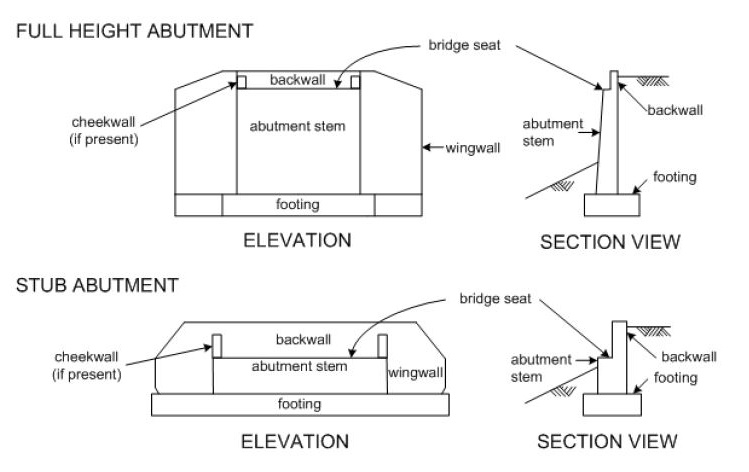 FULL HEIGHT ABUTMENT
bridge seat
backwall
cheekwall
(if present)
abutment stem
wingwall
footing
ELEVATION
backwall
abutment
stem
footing
SECTION VIEW
STUB ABUTMENT
bridge seat
backwall
cheekwall
(if present)
abutment stem
wingwall
footing
ELEVATION
abutment
stem
backwall
footing
SECTION VIEW